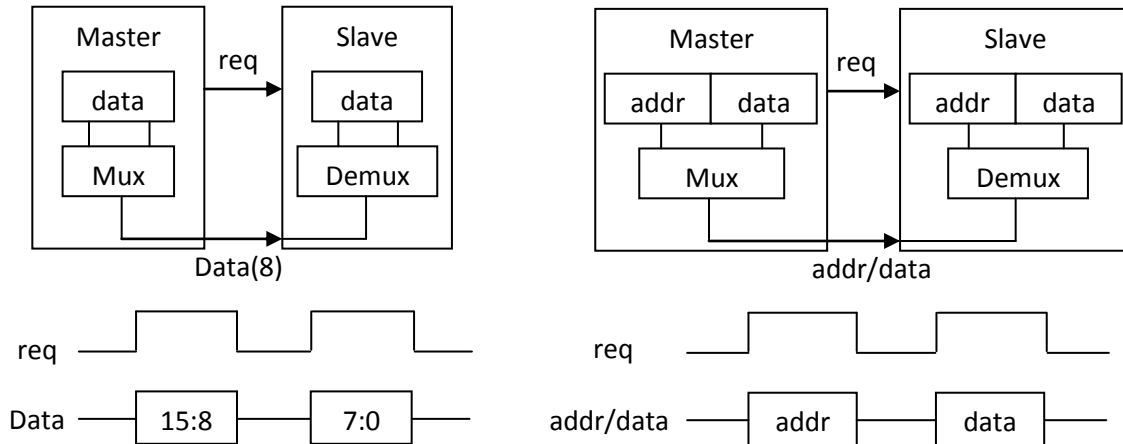 Master Slave
req
data data
Mux Demux
Data(8)
req
Data 15:8 7:0
Master Slave
req
addr data addr data
Mux Demux
addr/data
req
addr/data addr data